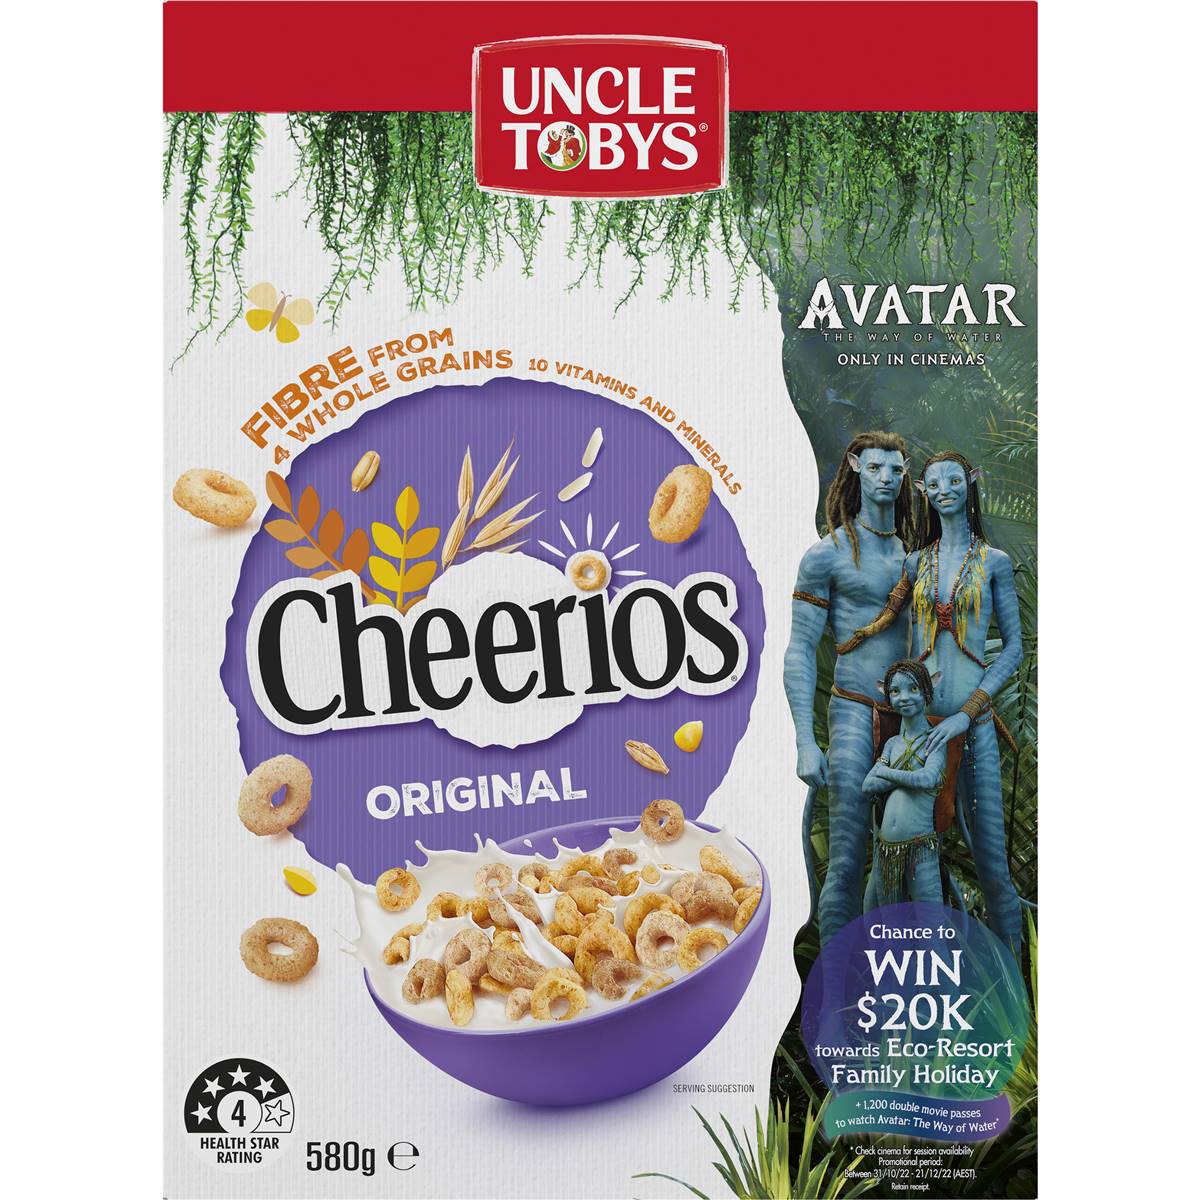 UNCLE
TOBYS®
AVATAR
THE WAY OF WATER
ONLY IN CINEMAS
FIBRE FROM
4 WHOLE GRAINS
10 VITAMINS AND MINERALS
Cheerios®
ORIGINAL
Chance to
WIN
$20K
towards Eco-Resort
Family Holiday
+ 1,200 double movie passes
to watch Avatar: The Way of Water*
SERVING SUGGESTION
4
HEALTH STAR
RATING
580g ℮
* Check cinema for session availability
Promotional period:
Between 31/10/22 - 21/12/22 (AEST).
Retain receipt.